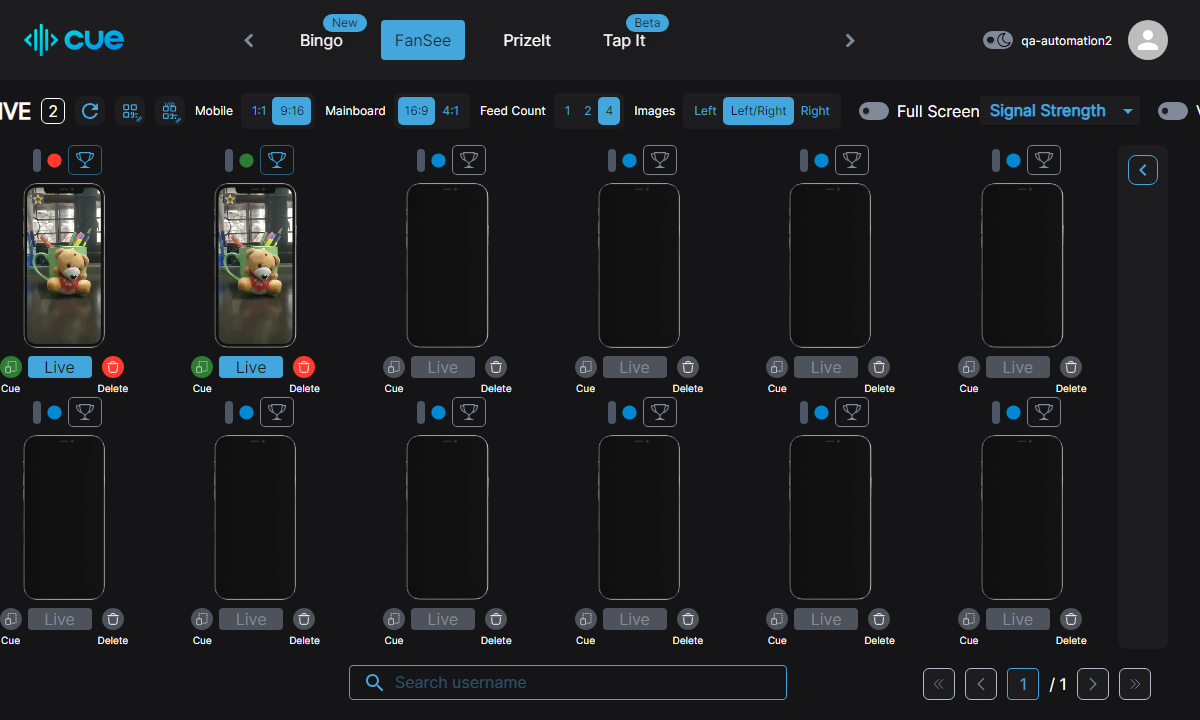 cue
Bingo
New
FanSee
PrizeIt
Tap It
Beta
qa-automation2
IVE 2
Mobile 1:1 9:16
Mainboard 16:9 4:1
Feed Count 1 2 4
Images Left Left/Right Right
Full Screen
Signal Strength
V
Live Live Live Live Live Live
Cue Delete Cue Delete Cue Delete Cue Delete Cue Delete Cue Delete
Live Live Live Live Live Live
Cue Delete Cue Delete Cue Delete Cue Delete Cue Delete Cue Delete
Search username
1 / 1